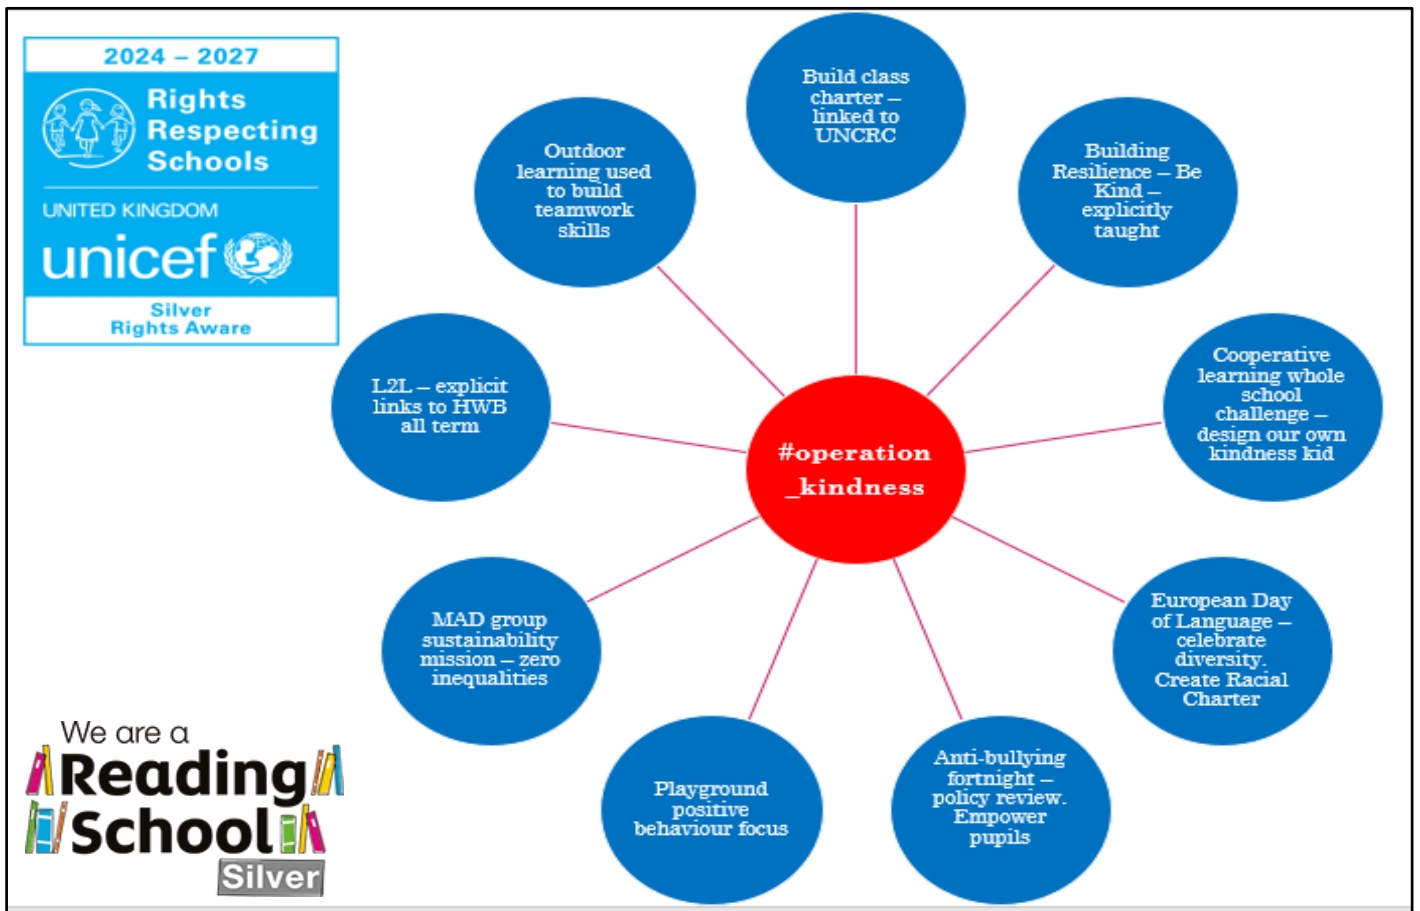 2024 – 2027
Rights
Respecting
Schools
UNITED KINGDOM
unicef
Silver
Rights Aware
Build class
charter –
linked to
UNCRC
Building
Resilience – Be
Kind –
explicitly
taught
Cooperative
learning whole
school
challenge –
design our own
kindness kid
European Day
of Language –
celebrate
diversity.
Create Racial
Charter
Anti-bullying
fortnight –
policy review.
Empower
pupils
Playground
positive
behaviour focus
MAD group
sustainability
mission – zero
inequalities
L2L – explicit
links to HWB
all term
Outdoor
learning used
to build
teamwork
skills
#operation
_kindness
We are a
Reading
School
Silver